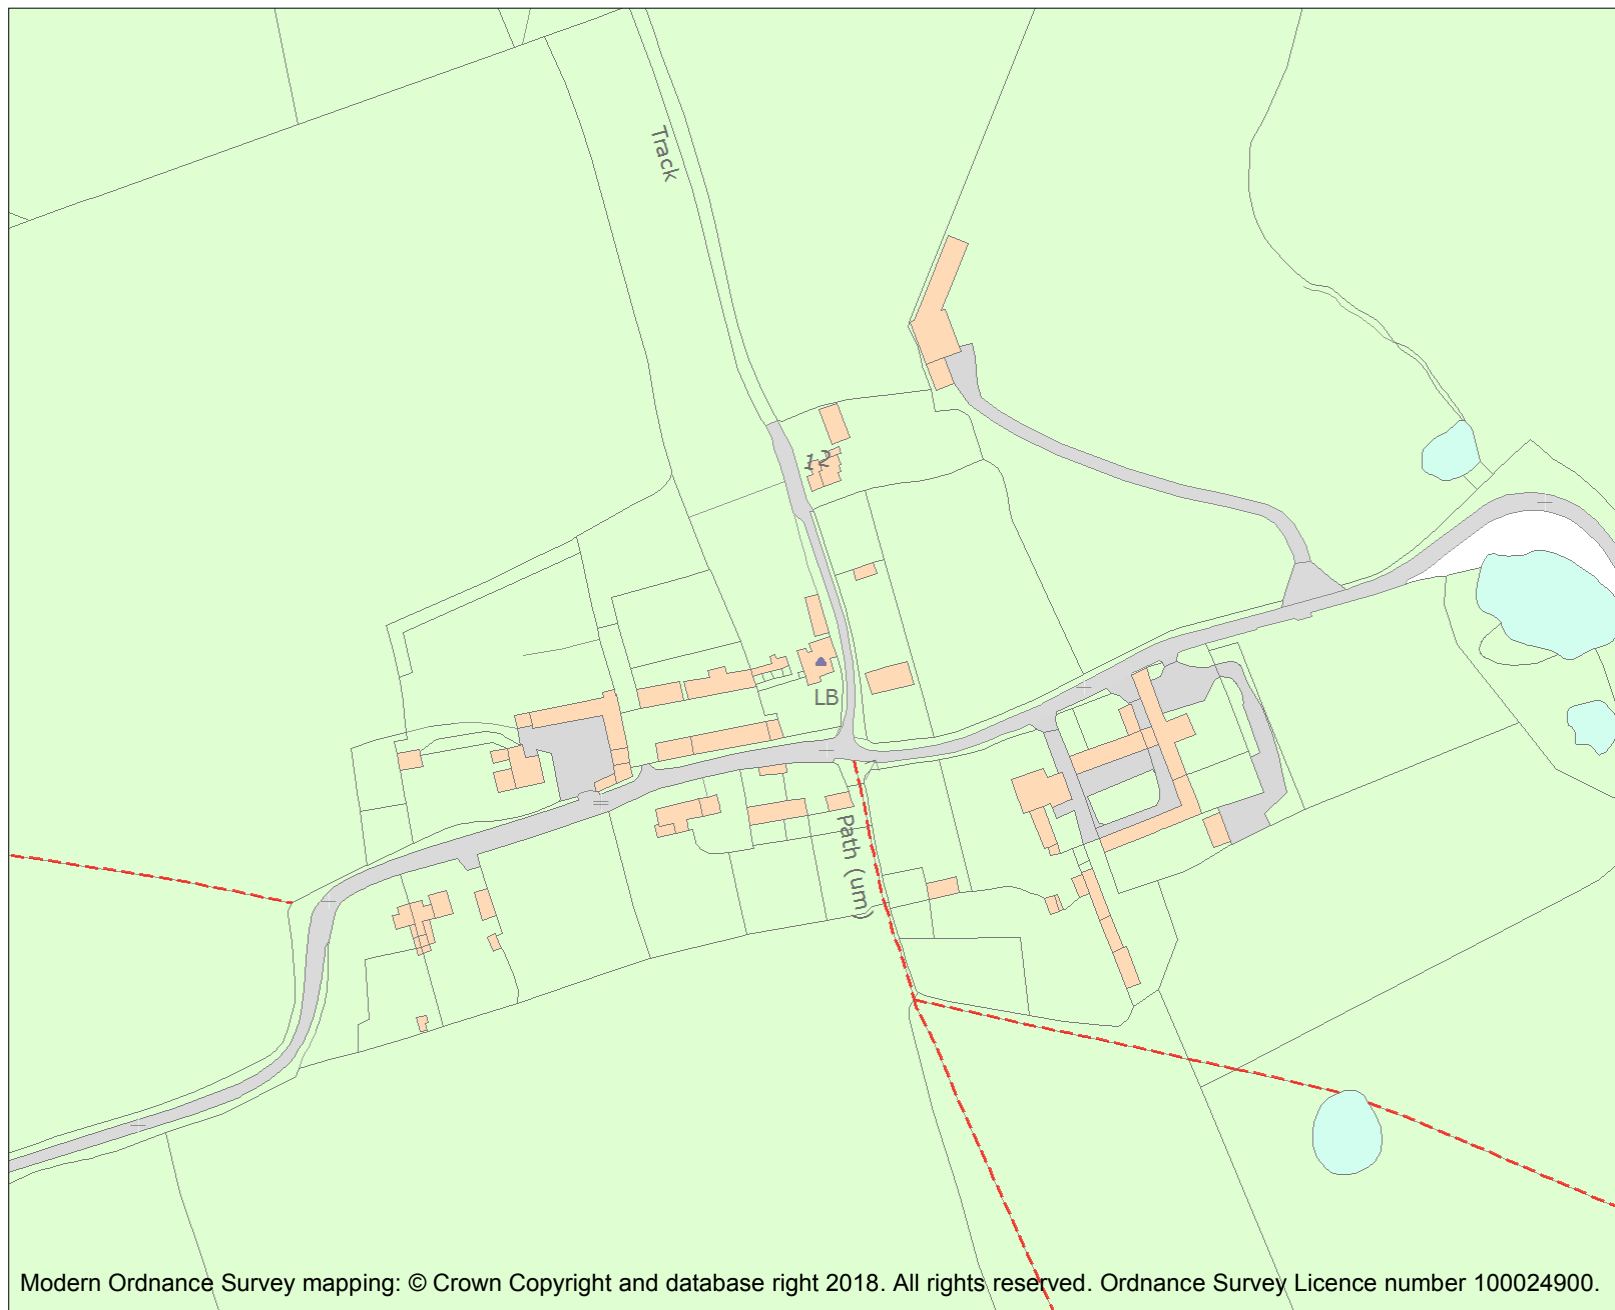 Track
12
LB
Path (um)
Modern Ordnance Survey mapping: © Crown Copyright and database right 2018. All rights reserved. Ordnance Survey Licence number 100024900.